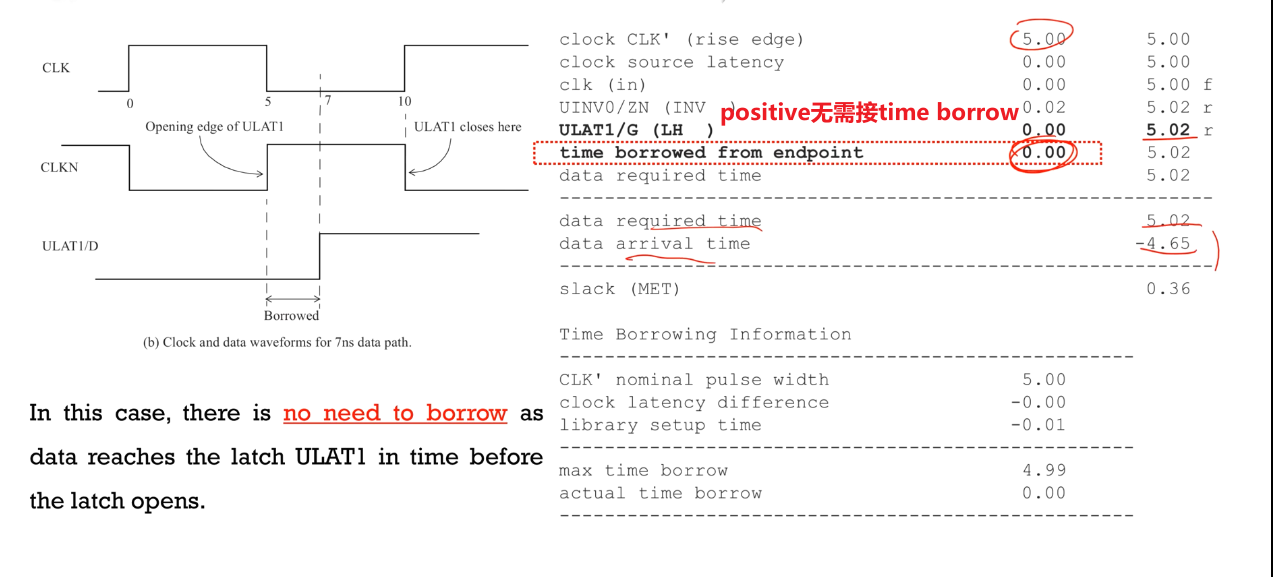 CLK
0 5 7 10
Opening edge of ULAT1
ULAT1 closes here
CLKN
ULAT1/D
Borrowed
(b) Clock and data waveforms for 7ns data path.
In this case, there is no need to borrow as
data reaches the latch ULAT1 in time before
the latch opens.
clock CLK' (rise edge) 5.00 5.00
clock source latency 0.00 5.00
clk (in) 0.00 5.00 f
UINV0/ZN (INV ) 0.02 5.02 r
positive无需接time borrow
ULAT1/G (LH ) 0.00 5.02 r
time borrowed from endpoint 0.00 5.02
data required time 5.02
--------------------------------------------------------
data required time 5.02
data arrival time -4.65
--------------------------------------------------------
slack (MET) 0.36
Time Borrowing Information
--------------------------------------------------
CLK' nominal pulse width 5.00
clock latency difference -0.00
library setup time -0.01
--------------------------------------------------
max time borrow 4.99
actual time borrow 0.00
--------------------------------------------------